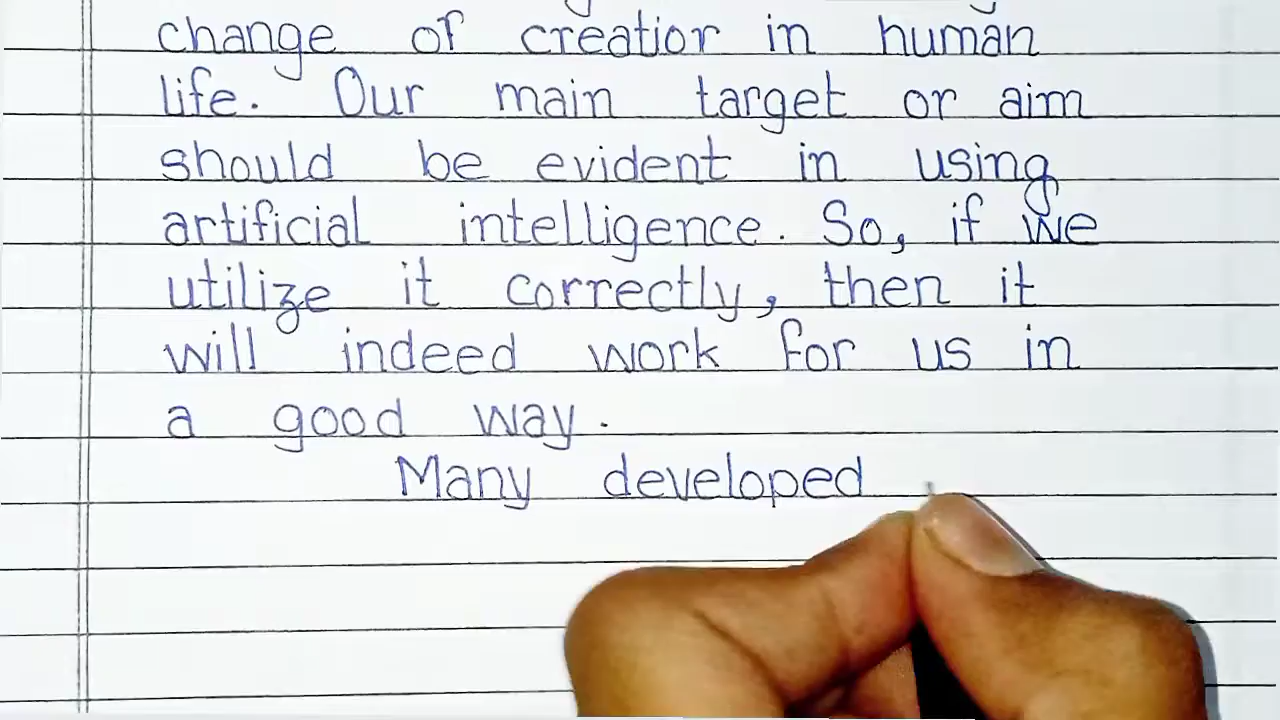 change of creatior in human
life. Our main target or aim
should be evident in using
artificial intelligence. So, if we
utilize it correctly, then it
will indeed work for us in
a good way.
Many developed